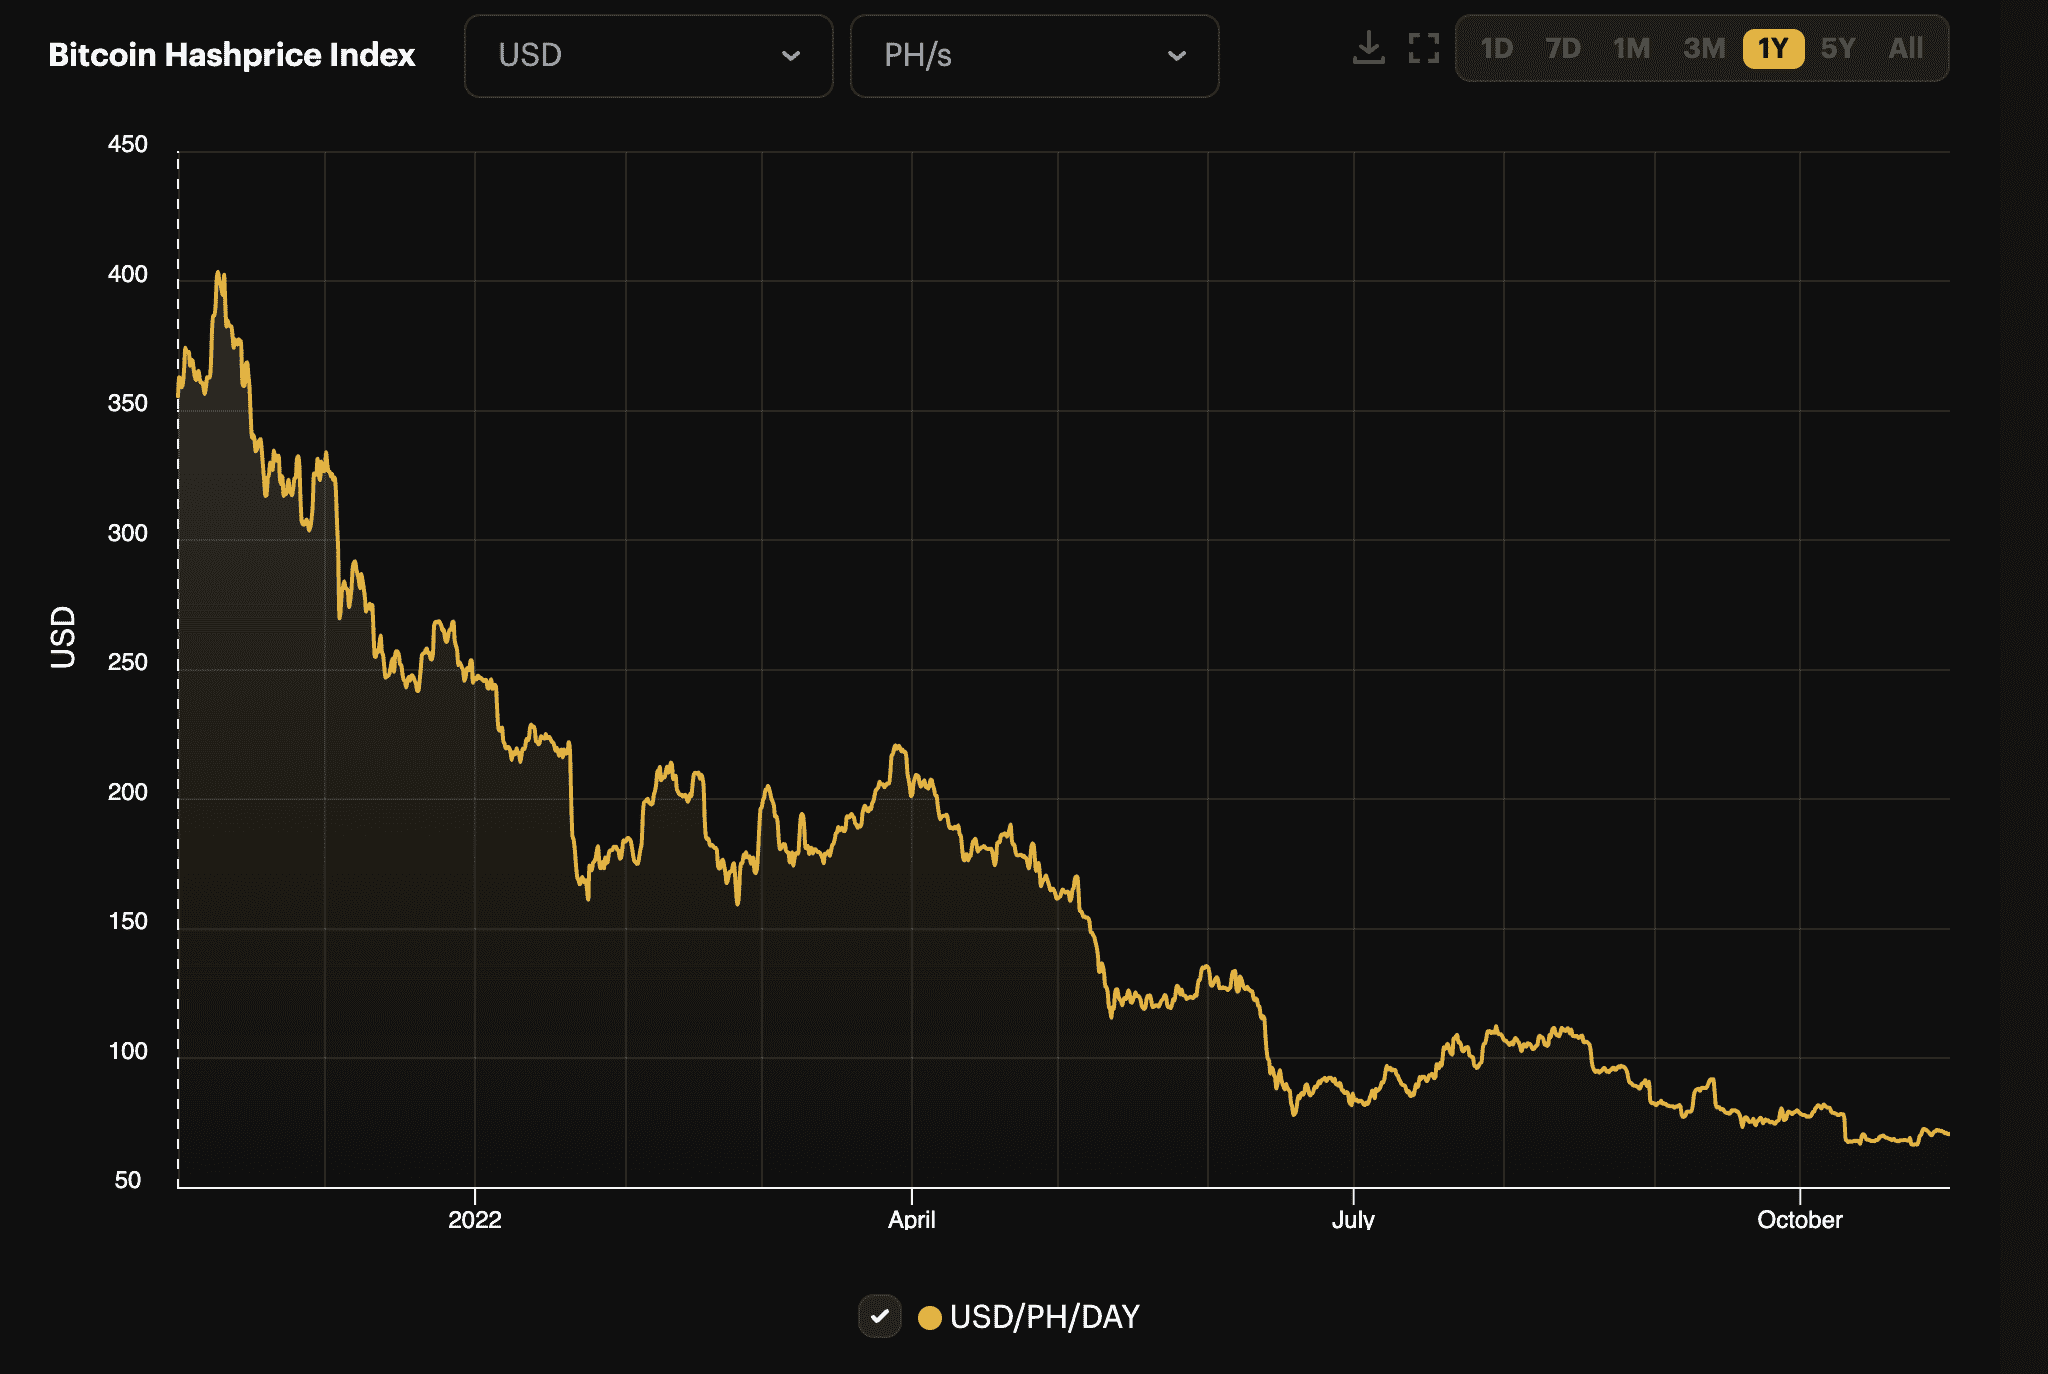 Bitcoin Hashprice Index
USD
PH/s
1D 7D 1M 3M 1Y 5Y All
450
400
350
300
250
200
150
100
50
USD
2022 April July October
USD/PH/DAY